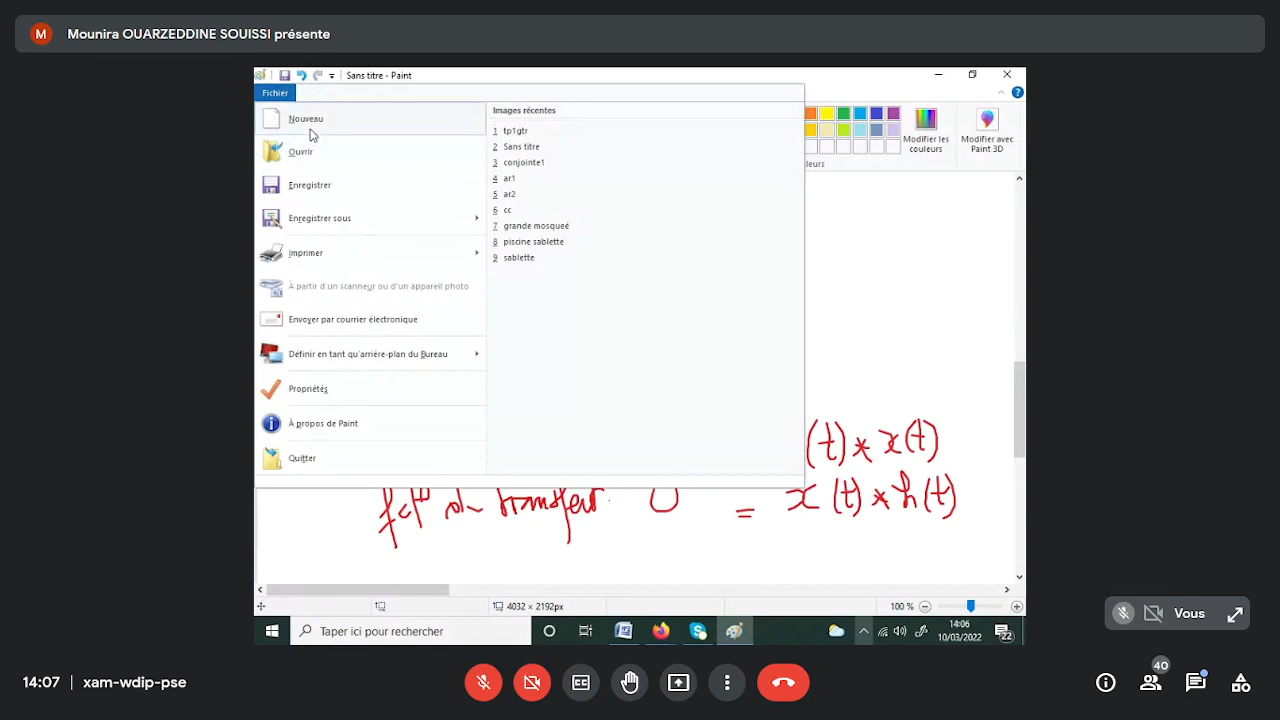 M Mounira OUARZEDDINE SOUISSI présente
Sans titre - Paint
Fichier
Nouveau
Ouvrir
Enregistrer
Enregistrer sous
Imprimer
À partir d'un scanneur ou d'un appareil photo
Envoyer par courrier électronique
Définir en tant qu'arrière-plan du Bureau
Propriétés
À propos de Paint
Quitter
Images récentes
1 tp1gtr
2 Sans titre
3 conjointe1
4 ar1
5 ar2
6 cc
7 grande mosqueé
8 piscine sablette
9 sablette
Modifier les
couleurs
Modifier avec
Paint 3D
leurs
(t) * x(t)
transfert = x(t) * h(t)
4032 × 2192px
100 %
Taper ici pour rechercher
14:06
10/03/2022
22
Vous
14:07 | xam-wdip-pse
40